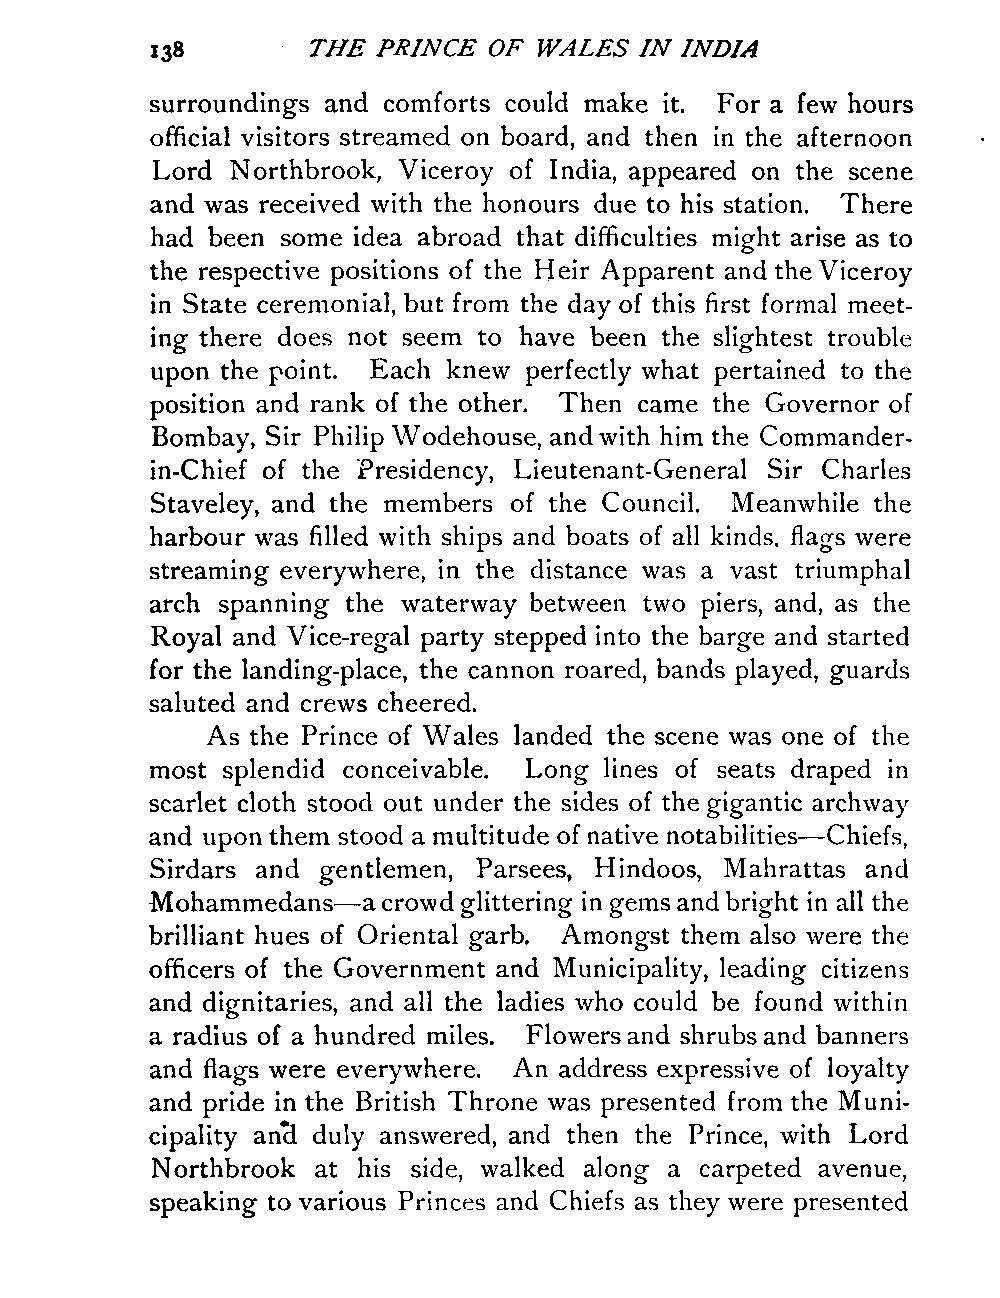 138 THE PRINCE OF WALES IN INDIA
surroundings and comforts could make it. For a few hours
official visitors streamed on board, and then in the afternoon
Lord Northbrook, Viceroy of India, appeared on the scene
and was received with the honours due to his station. There
had been some idea abroad that difficulties might arise as to
the respective positions of the Heir Apparent and the Viceroy
in State ceremonial, but from the day of this first formal meet-
ing there does not seem to have been the slightest trouble
upon the point. Each knew perfectly what pertained to the
position and rank of the other. Then came the Governor of
Bombay, Sir Philip Wodehouse, and with him the Commander-
in-Chief of the Presidency, Lieutenant-General Sir Charles
Staveley, and the members of the Council. Meanwhile the
harbour was filled with ships and boats of all kinds, flags were
streaming everywhere, in the distance was a vast triumphal
arch spanning the waterway between two piers, and, as the
Royal and Vice-regal party stepped into the barge and started
for the landing-place, the cannon roared, bands played, guards
saluted and crews cheered.
As the Prince of Wales landed the scene was one of the
most splendid conceivable. Long lines of seats draped in
scarlet cloth stood out under the sides of the gigantic archway
and upon them stood a multitude of native notabilities—Chiefs,
Sirdars and gentlemen, Parsees, Hindoos, Mahrattas and
Mohammedans—a crowd glittering in gems and bright in all the
brilliant hues of Oriental garb. Amongst them also were the
officers of the Government and Municipality, leading citizens
and dignitaries, and all the ladies who could be found within
a radius of a hundred miles. Flowers and shrubs and banners
and flags were everywhere. An address expressive of loyalty
and pride in the British Throne was presented from the Muni-
cipality and duly answered, and then the Prince, with Lord
Northbrook at his side, walked along a carpeted avenue,
speaking to various Princes and Chiefs as they were presented